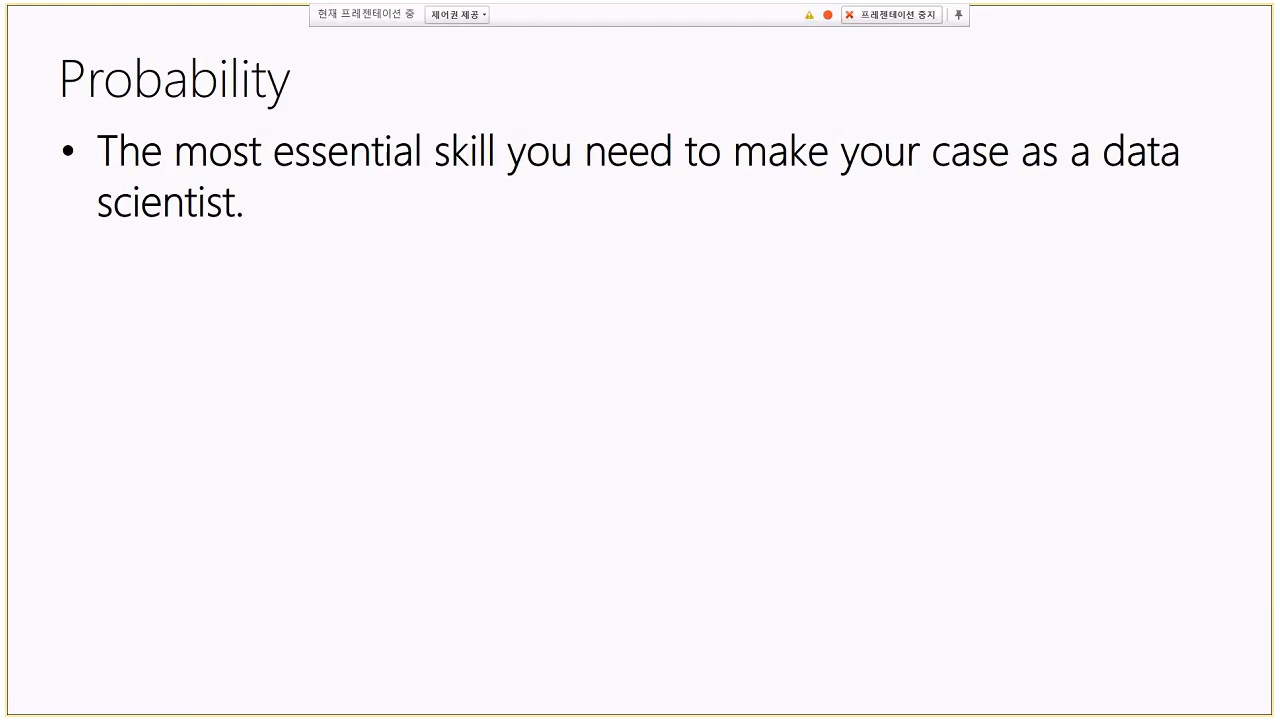 현재 프레젠테이션 중 제어권 제공 프레젠테이션 중지
Probability
• The most essential skill you need to make your case as a data
scientist.